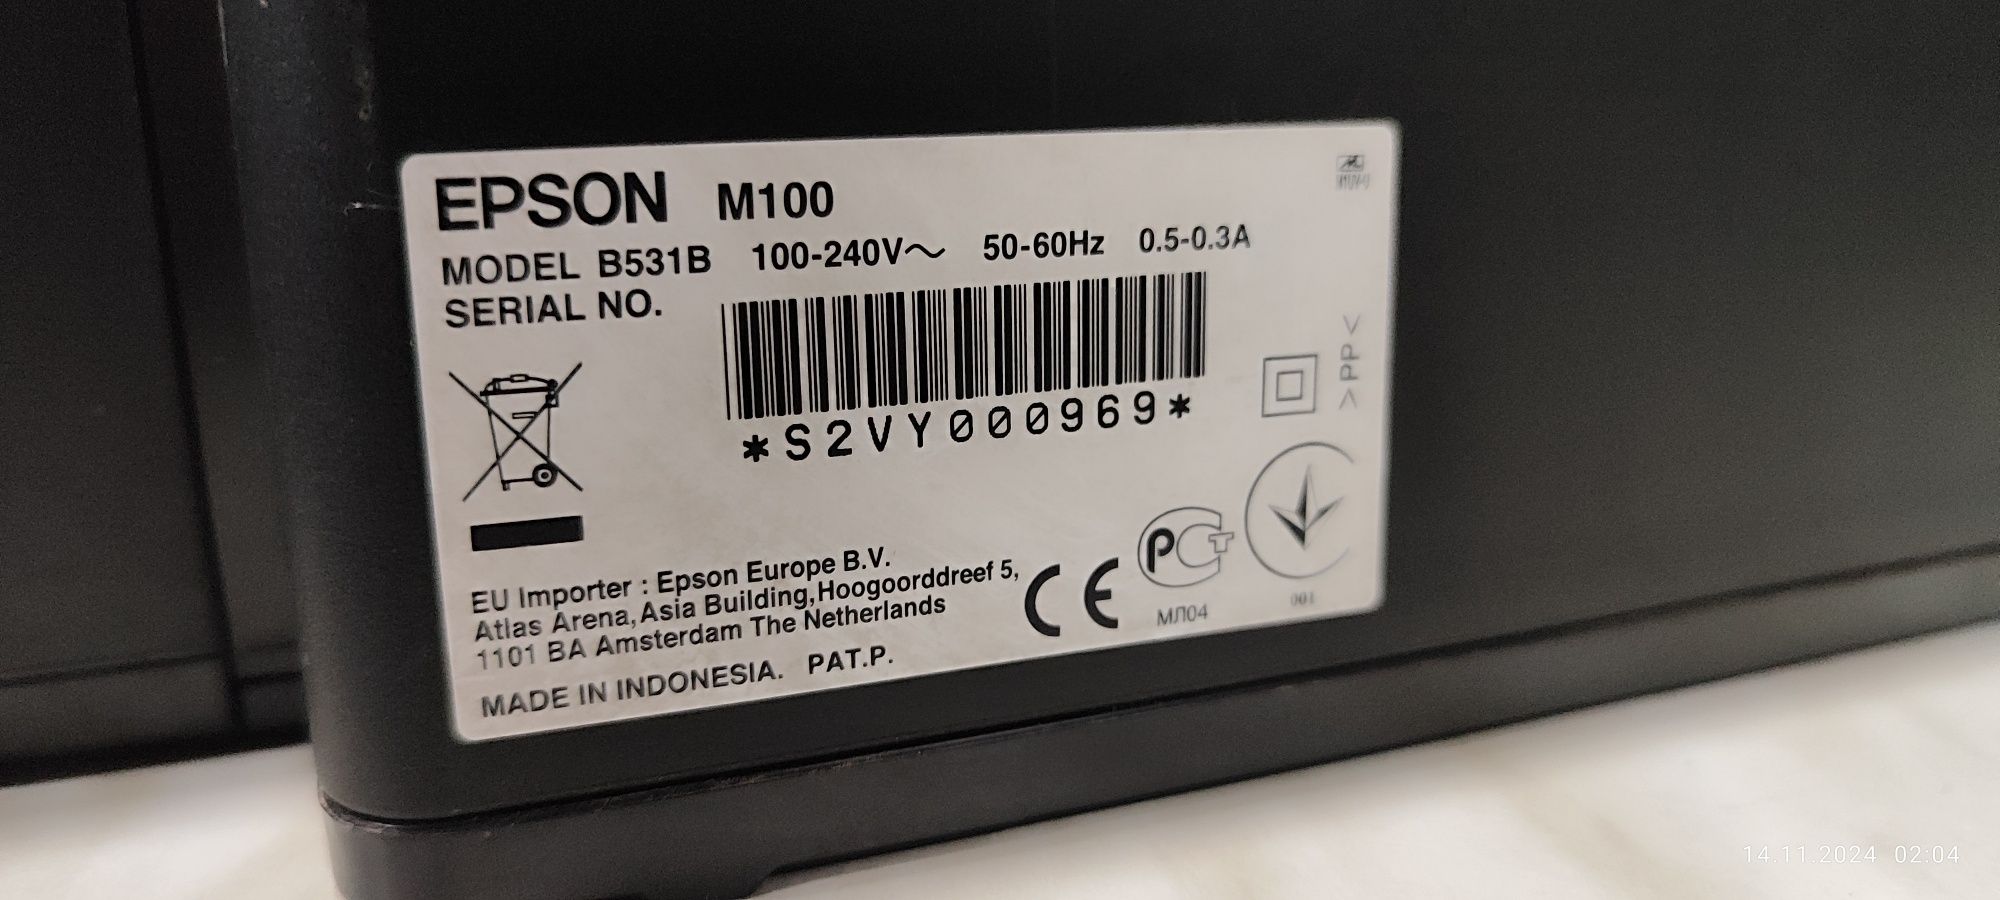 EPSON M100
MODEL B531B 100-240V～ 50-60Hz 0.5-0.3A
SERIAL NO.
*S2VY000969*
>PP<
EU Importer : Epson Europe B.V.
Atlas Arena,Asia Building,Hoogoorddreef 5,
1101 BA Amsterdam The Netherlands
MADE IN INDONESIA. PAT.P.
CE
РСТ
МЛ04
001
14.11.2024 02:04